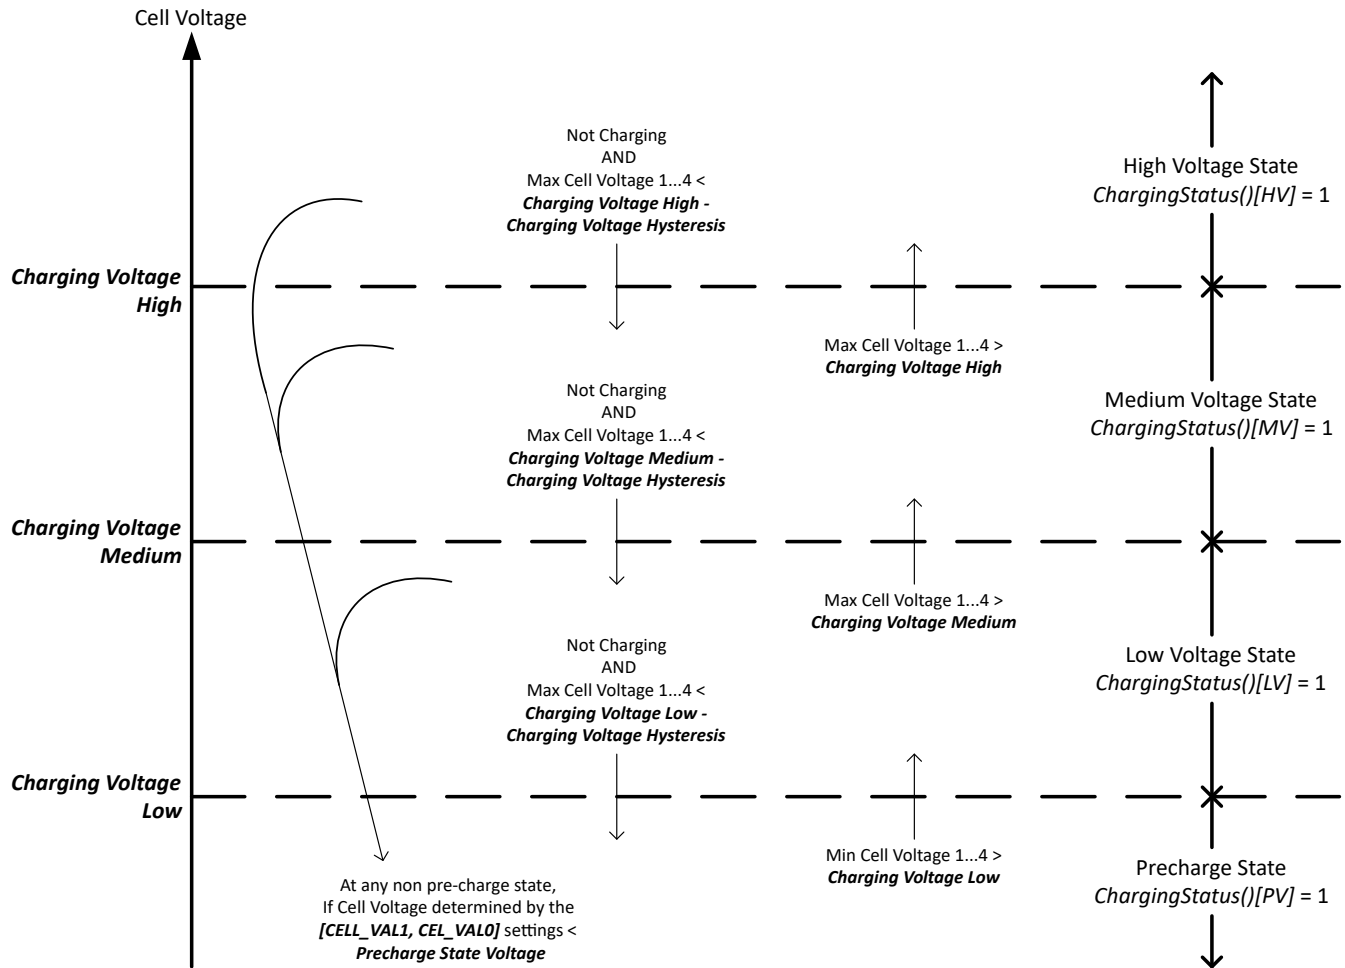 Cell Voltage
Not Charging
AND
Max Cell Voltage 1...4 <
Charging Voltage High -
Charging Voltage Hysteresis
High Voltage State
ChargingStatus()[HV] = 1
Charging Voltage
High
Max Cell Voltage 1...4 >
Charging Voltage High
Not Charging
AND
Max Cell Voltage 1...4 <
Charging Voltage Medium -
Charging Voltage Hysteresis
Medium Voltage State
ChargingStatus()[MV] = 1
Charging Voltage
Medium
Max Cell Voltage 1...4 >
Charging Voltage Medium
Not Charging
AND
Max Cell Voltage 1...4 <
Charging Voltage Low -
Charging Voltage Hysteresis
Low Voltage State
ChargingStatus()[LV] = 1
Charging Voltage
Low
Min Cell Voltage 1...4 >
Charging Voltage Low
Precharge State
ChargingStatus()[PV] = 1
At any non pre-charge state,
If Cell Voltage determined by the
[CELL_VAL1, CEL_VAL0] settings <
Precharge State Voltage